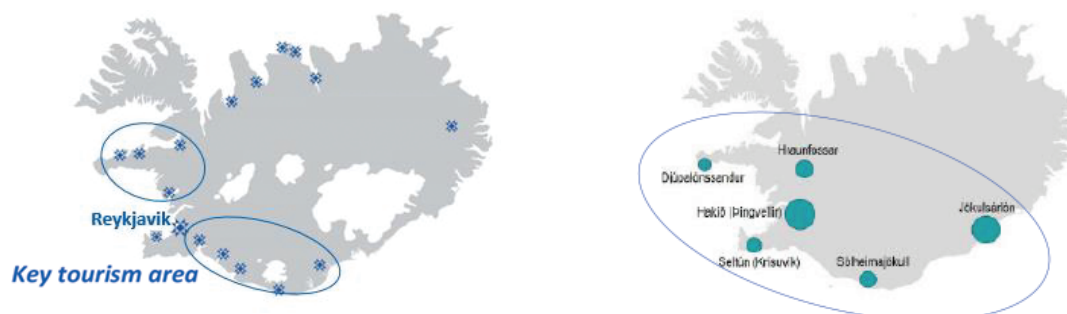 Reykjavik
Key tourism area
Hraunfossar
Djúpalónssandur
Hakið (Þingvellir)
Jökulsárlón
Seltún (Krísuvík)
Sólheimajökull